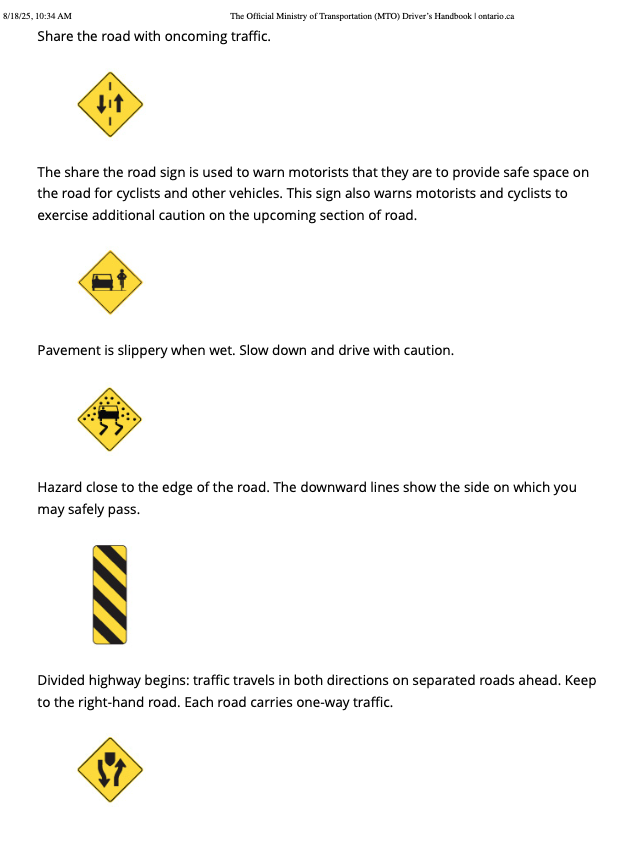 8/18/25, 10:34 AM
The Official Ministry of Transportation (MTO) Driver's Handbook | ontario.ca
Share the road with oncoming traffic.
The share the road sign is used to warn motorists that they are to provide safe space on
the road for cyclists and other vehicles. This sign also warns motorists and cyclists to
exercise additional caution on the upcoming section of road.
Pavement is slippery when wet. Slow down and drive with caution.
Hazard close to the edge of the road. The downward lines show the side on which you
may safely pass.
Divided highway begins: traffic travels in both directions on separated roads ahead. Keep
to the right-hand road. Each road carries one-way traffic.